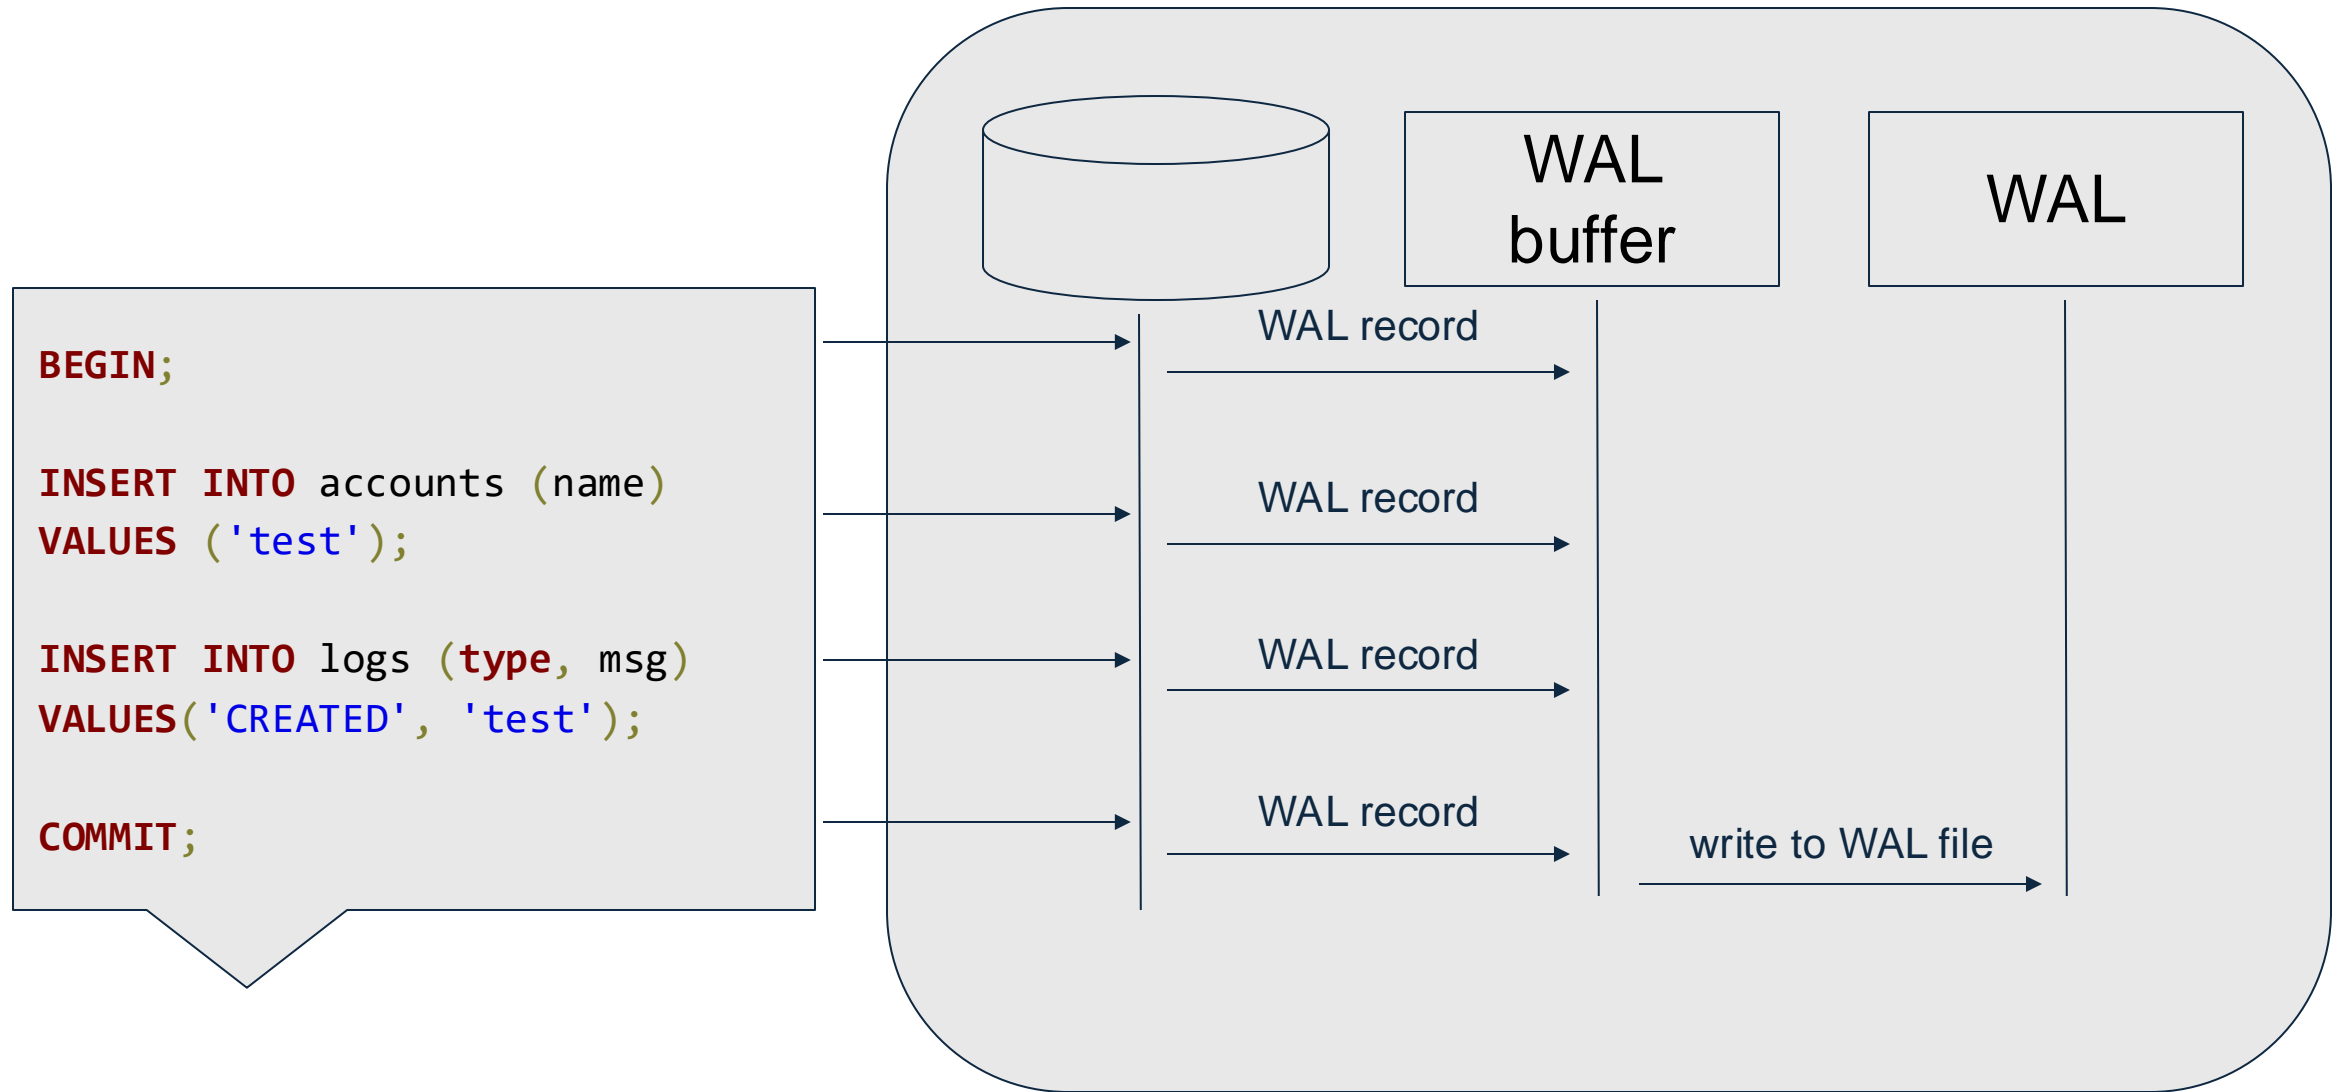 BEGIN;
INSERT INTO accounts (name)
VALUES ('test');
INSERT INTO logs (type, msg)
VALUES('CREATED', 'test');
COMMIT;
WAL
buffer
WAL
WAL record
WAL record
WAL record
WAL record
write to WAL file